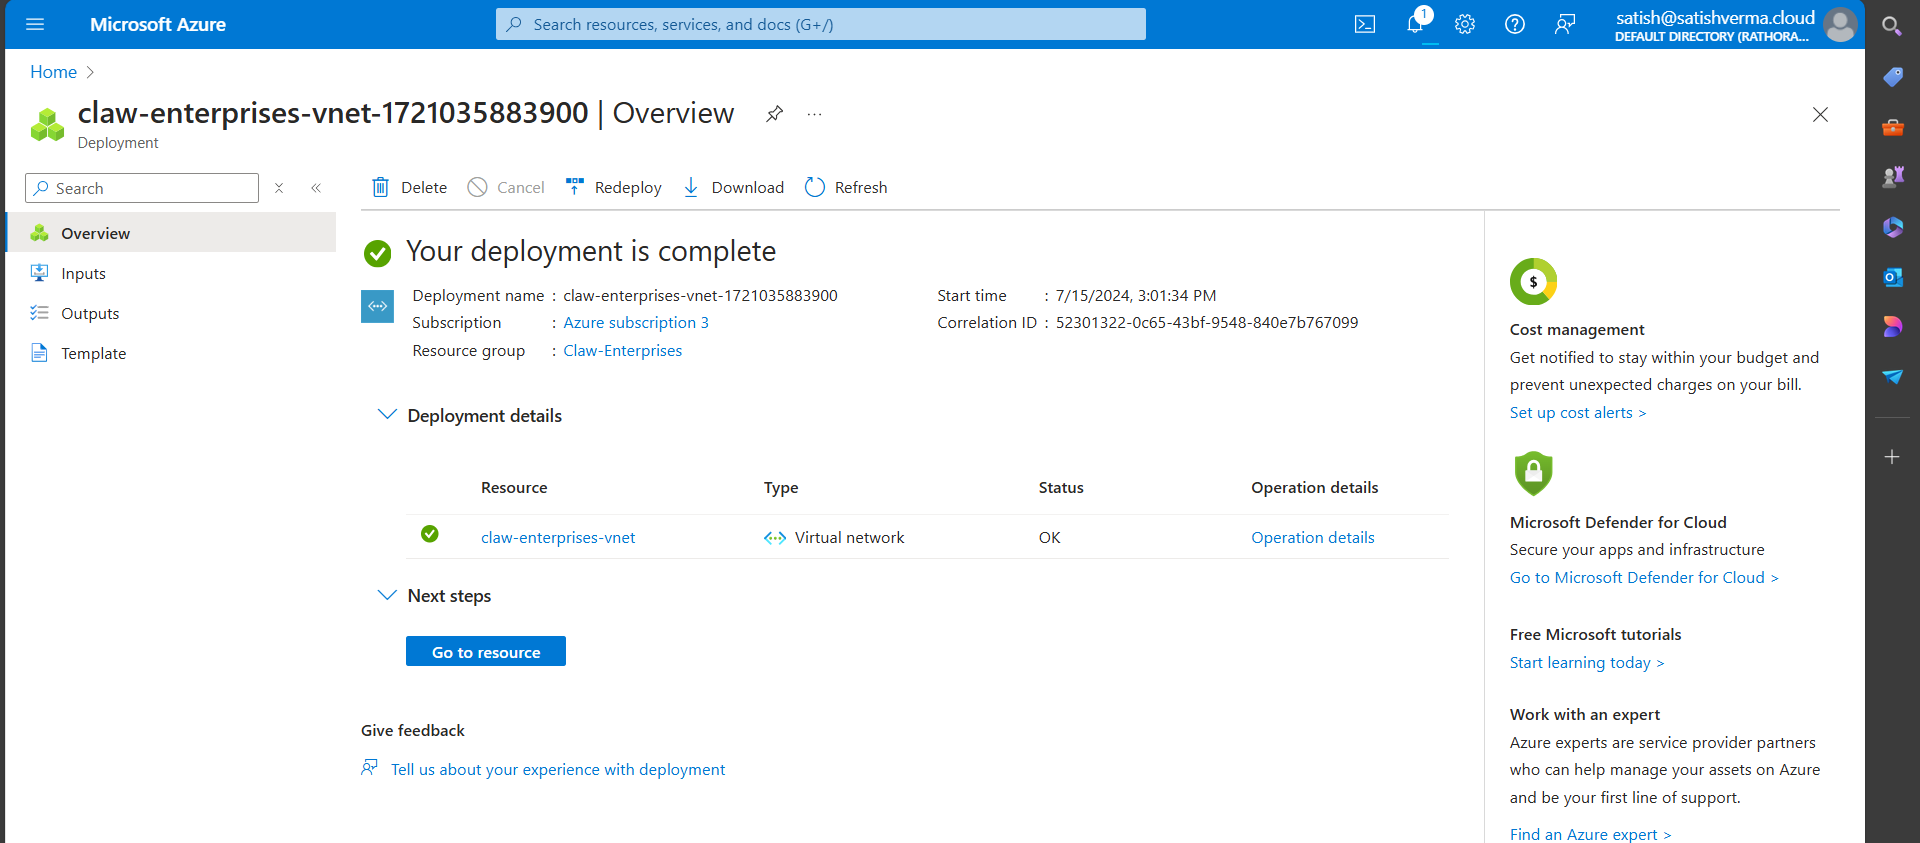 Microsoft Azure
Search resources, services, and docs (G+/)
1
satish@satishverma.cloud
DEFAULT DIRECTORY (RATHORA...
Home
claw-enterprises-vnet-1721035883900 | Overview
Deployment
Search
Overview
Inputs
Outputs
Template
Delete
Cancel
Redeploy
Download
Refresh
Your deployment is complete
Deployment name : claw-enterprises-vnet-1721035883900
Subscription : Azure subscription 3
Resource group : Claw-Enterprises
Start time : 7/15/2024, 3:01:34 PM
Correlation ID : 52301322-0c65-43bf-9548-840e7b767099
Deployment details
Resource Type Status Operation details
claw-enterprises-vnet Virtual network OK Operation details
Next steps
Go to resource
Give feedback
Tell us about your experience with deployment
$
Cost management
Get notified to stay within your budget and
prevent unexpected charges on your bill.
Set up cost alerts >
Microsoft Defender for Cloud
Secure your apps and infrastructure
Go to Microsoft Defender for Cloud >
Free Microsoft tutorials
Start learning today >
Work with an expert
Azure experts are service provider partners
who can help manage your assets on Azure
and be your first line of support.
Find an Azure expert >